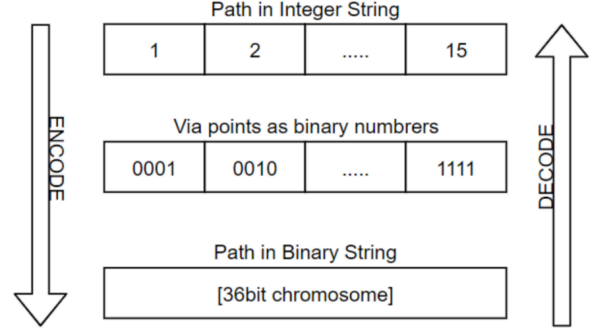 Path in Integer String
1 2 ..... 15
ENCODE
Via points as binary numbrers
0001 0010 ..... 1111
DECODE
Path in Binary String
[36bit chromosome]